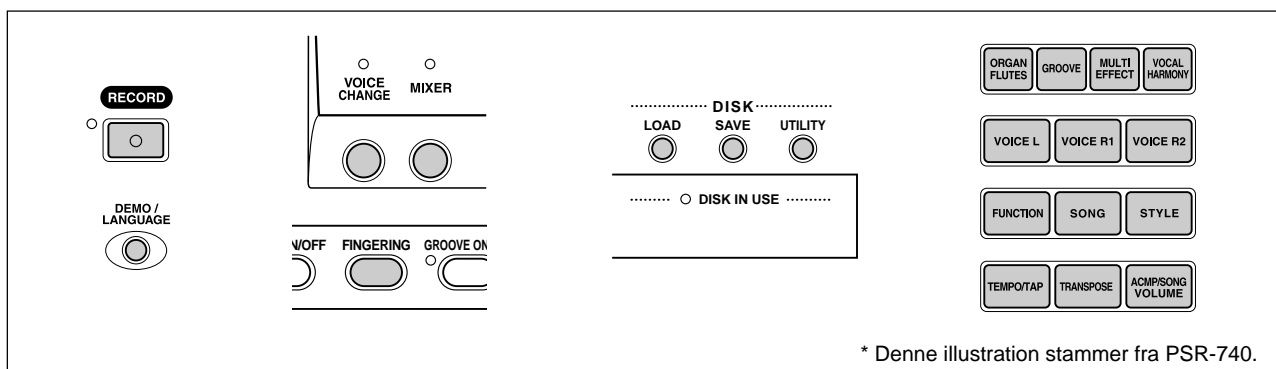 RECORD
DEMO /
LANGUAGE
VOICE
CHANGE
MIXER
N/OFF
FINGERING
GROOVE ON
DISK
LOAD
SAVE
UTILITY
DISK IN USE
ORGAN
FLUTES
GROOVE
MULTI
EFFECT
VOCAL
HARMONY
VOICE L
VOICE R1
VOICE R2
FUNCTION
SONG
STYLE
TEMPO/TAP
TRANSPOSE
ACMP/SONG
VOLUME
* Denne illustration stammer fra PSR-740.